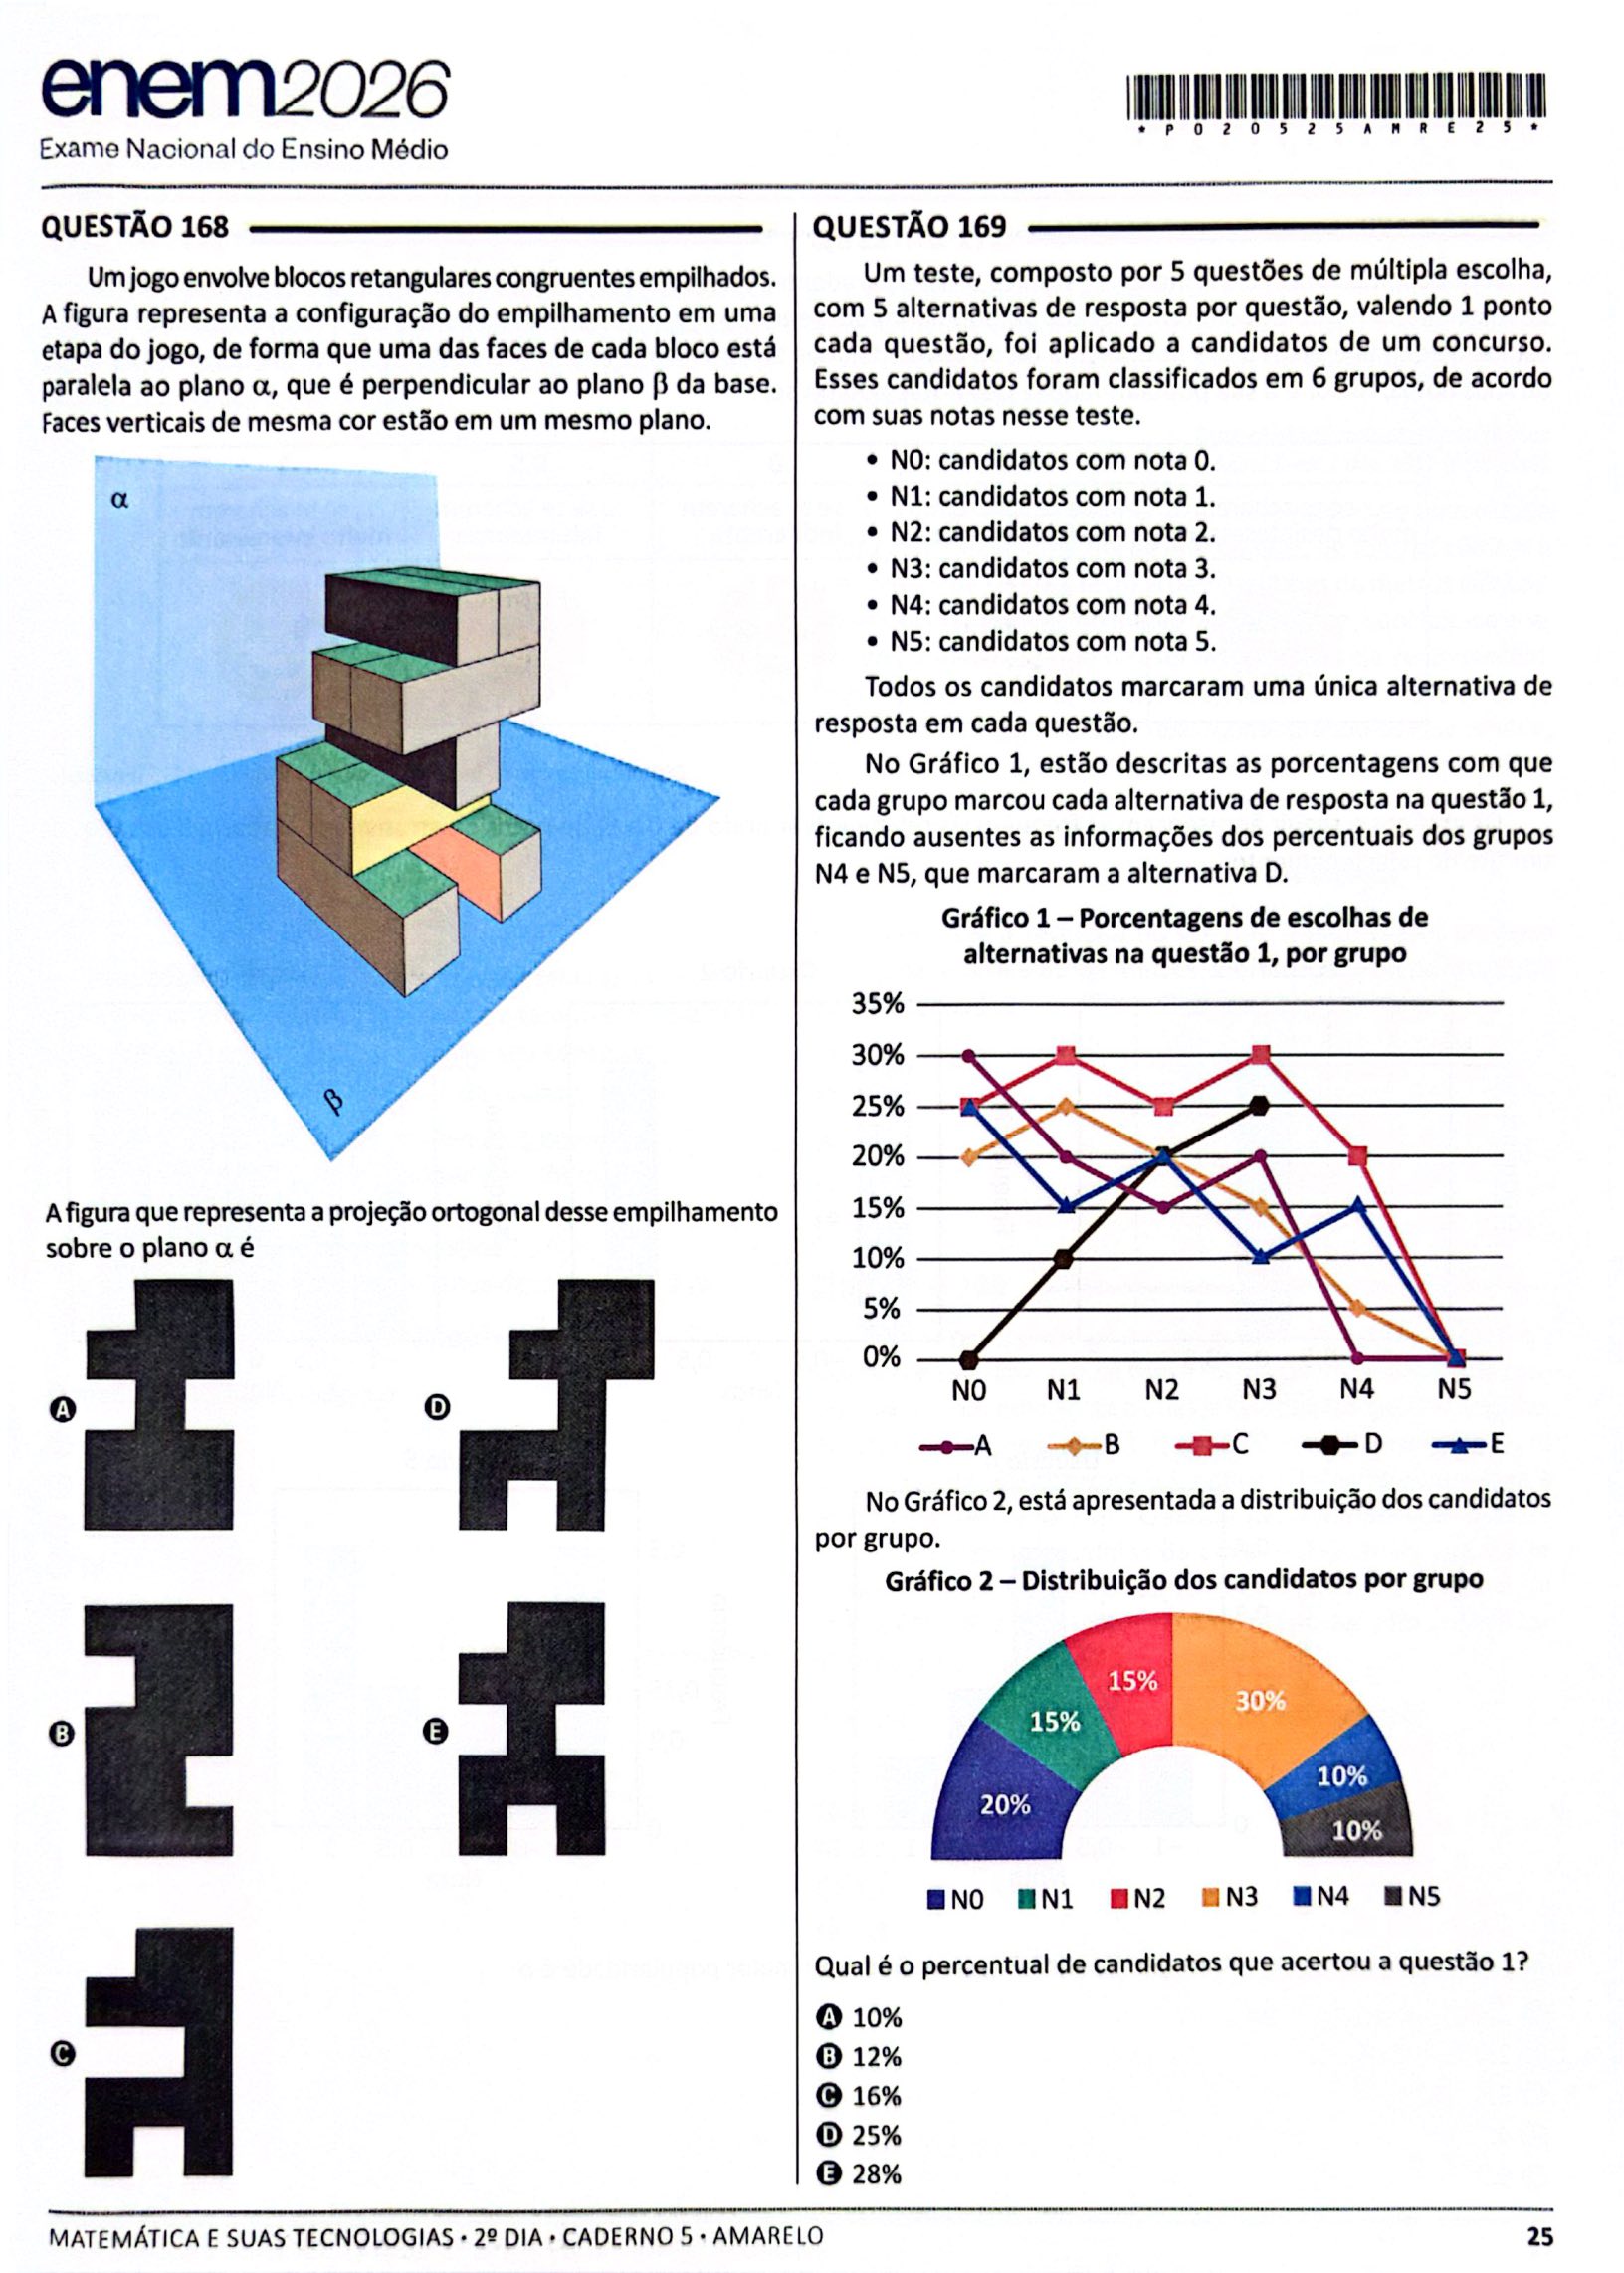 enem2026
Exame Nacional do Ensino Médio
* P 0 2 0 5 2 5 A M R E 2 5 *
QUESTÃO 168
Um jogo envolve blocos retangulares congruentes empilhados.
A figura representa a configuração do empilhamento em uma
etapa do jogo, de forma que uma das faces de cada bloco está
paralela ao plano α, que é perpendicular ao plano β da base.
Faces verticais de mesma cor estão em um mesmo plano.
α
β
A figura que representa a projeção ortogonal desse empilhamento
sobre o plano α é
A
D
B
E
C
QUESTÃO 169
Um teste, composto por 5 questões de múltipla escolha,
com 5 alternativas de resposta por questão, valendo 1 ponto
cada questão, foi aplicado a candidatos de um concurso.
Esses candidatos foram classificados em 6 grupos, de acordo
com suas notas nesse teste.
• N0: candidatos com nota 0.
• N1: candidatos com nota 1.
• N2: candidatos com nota 2.
• N3: candidatos com nota 3.
• N4: candidatos com nota 4.
• N5: candidatos com nota 5.
Todos os candidatos marcaram uma única alternativa de
resposta em cada questão.
No Gráfico 1, estão descritas as porcentagens com que
cada grupo marcou cada alternativa de resposta na questão 1,
ficando ausentes as informações dos percentuais dos grupos
N4 e N5, que marcaram a alternativa D.
Gráfico 1 – Porcentagens de escolhas de
alternativas na questão 1, por grupo
35%
30%
25%
20%
15%
10%
5%
0%
N0 N1 N2 N3 N4 N5
A B C D E
No Gráfico 2, está apresentada a distribuição dos candidatos
por grupo.
Gráfico 2 – Distribuição dos candidatos por grupo
20%
15%
15%
30%
10%
10%
N0 N1 N2 N3 N4 N5
Qual é o percentual de candidatos que acertou a questão 1?
A 10%
B 12%
C 16%
D 25%
E 28%
MATEMÁTICA E SUAS TECNOLOGIAS • 2º DIA • CADERNO 5 • AMARELO
25